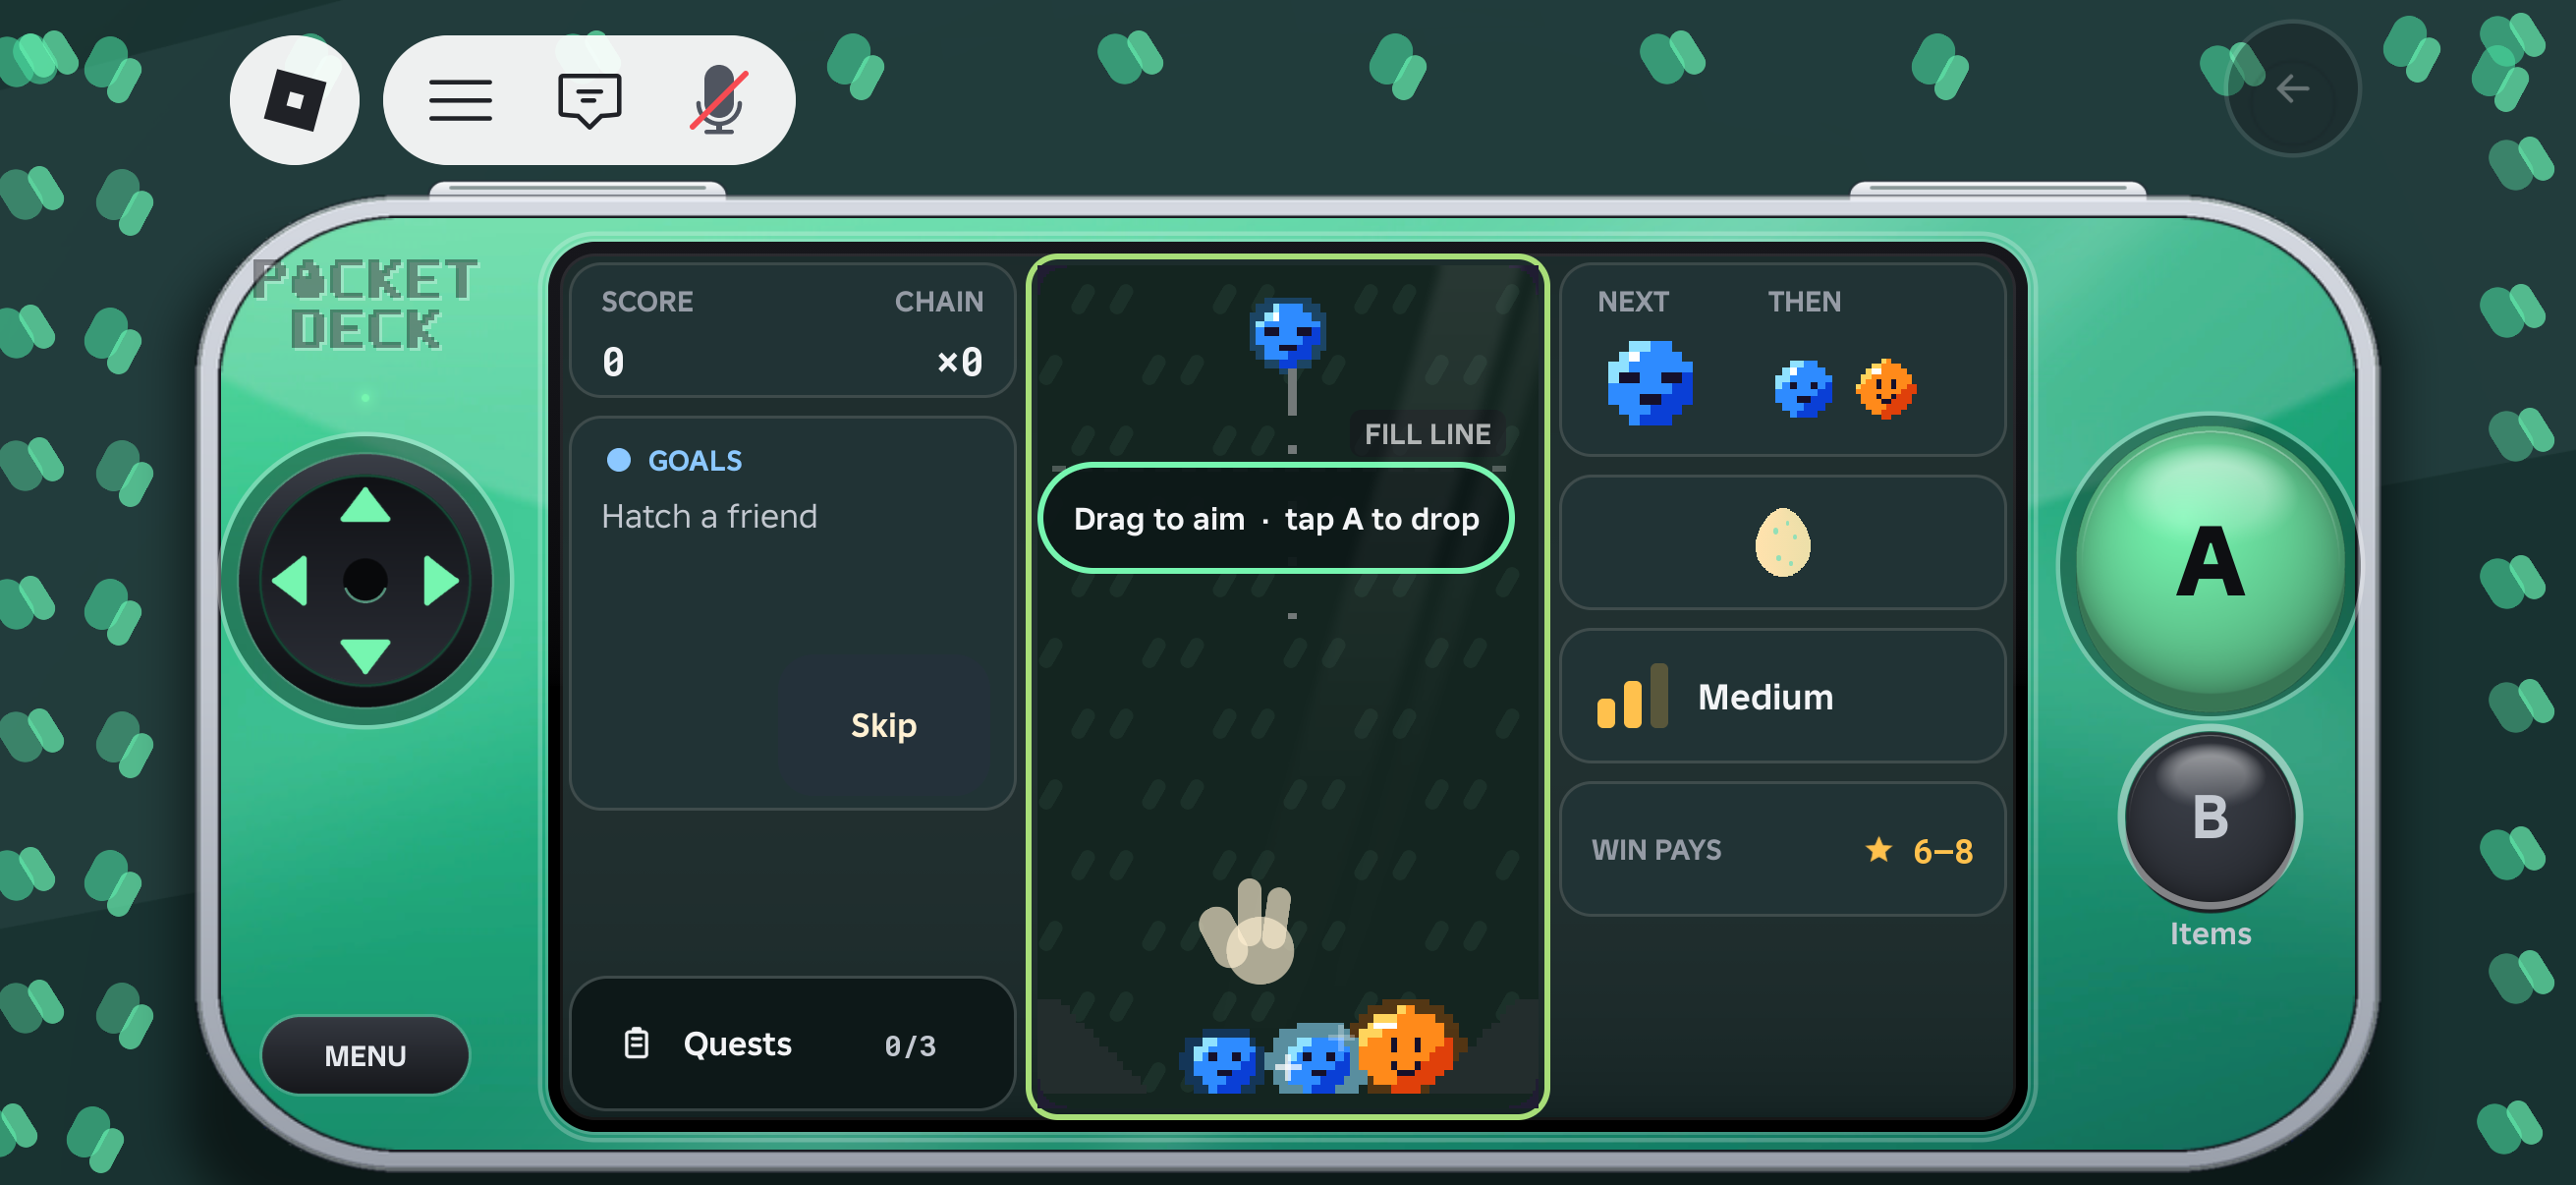 POCKET
DECK
SCORE
CHAIN
0
×0
GOALS
Hatch a friend
Skip
Quests
0/3
FILL LINE
Drag to aim · tap A to drop
NEXT
THEN
Medium
WIN PAYS
6–8
A
B
Items
MENU